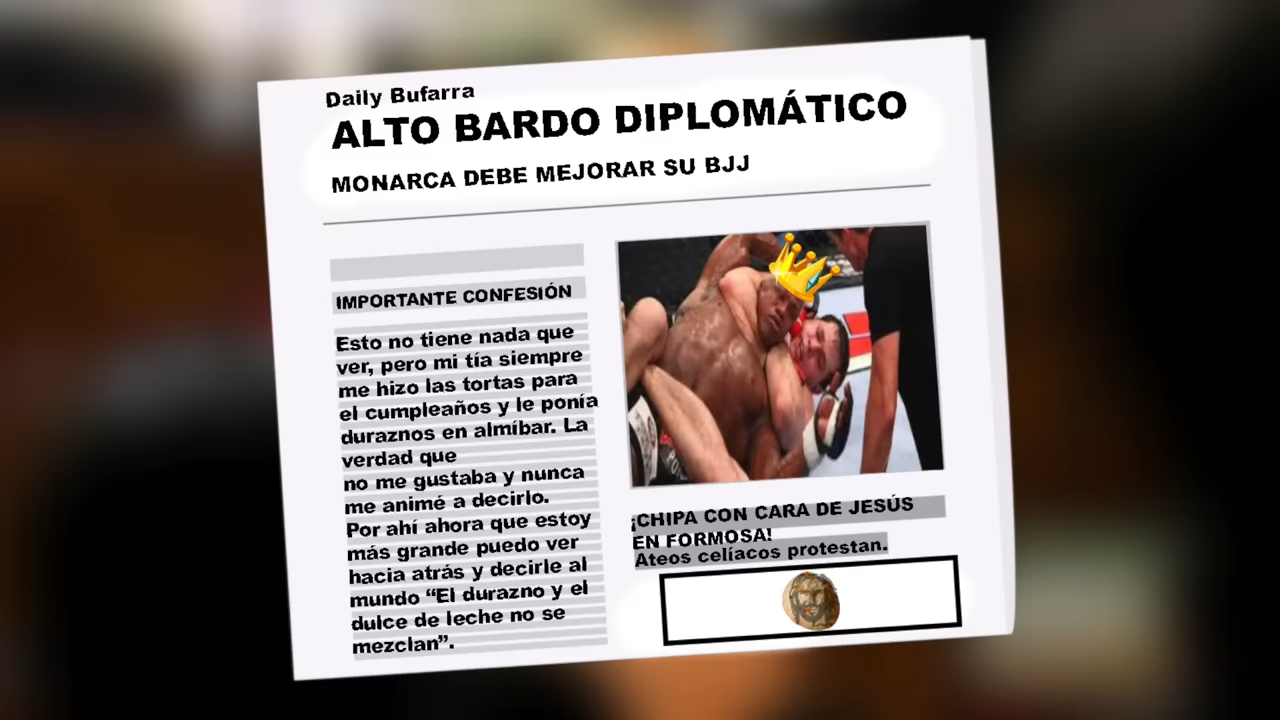 Daily Bufarra
ALTO BARDO DIPLOMÁTICO
MONARCA DEBE MEJORAR SU BJJ
IMPORTANTE CONFESIÓN
Esto no tiene nada que
ver, pero mi tía siempre
me hizo las tortas para
el cumpleaños y le ponía
duraznos en almíbar. La
verdad que
no me gustaba y nunca
me animé a decirlo.
Por ahí ahora que estoy
más grande puedo ver
hacia atrás y decirle al
mundo “El durazno y el
dulce de leche no se
mezclan”.
¡CHIPA CON CARA DE JESÚS
EN FORMOSA!
Ateos celíacos protestan.